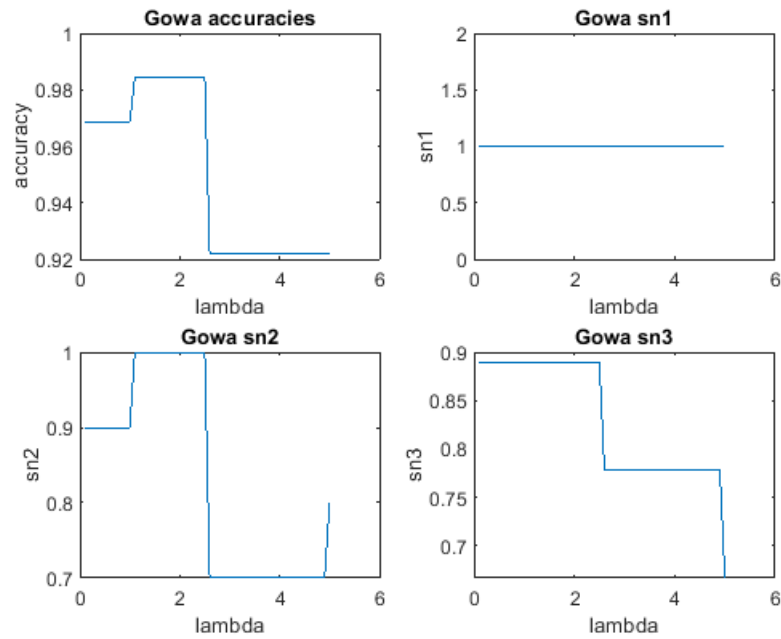 Gowa accuracies
1
0.98
0.96
0.94
0.92
accuracy
0 2 4 6
lambda
Gowa sn1
2
1.5
1
0.5
0
sn1
0 2 4 6
lambda
Gowa sn2
1
0.9
0.8
0.7
sn2
0 2 4 6
lambda
Gowa sn3
0.9
0.85
0.8
0.75
0.7
sn3
0 2 4 6
lambda